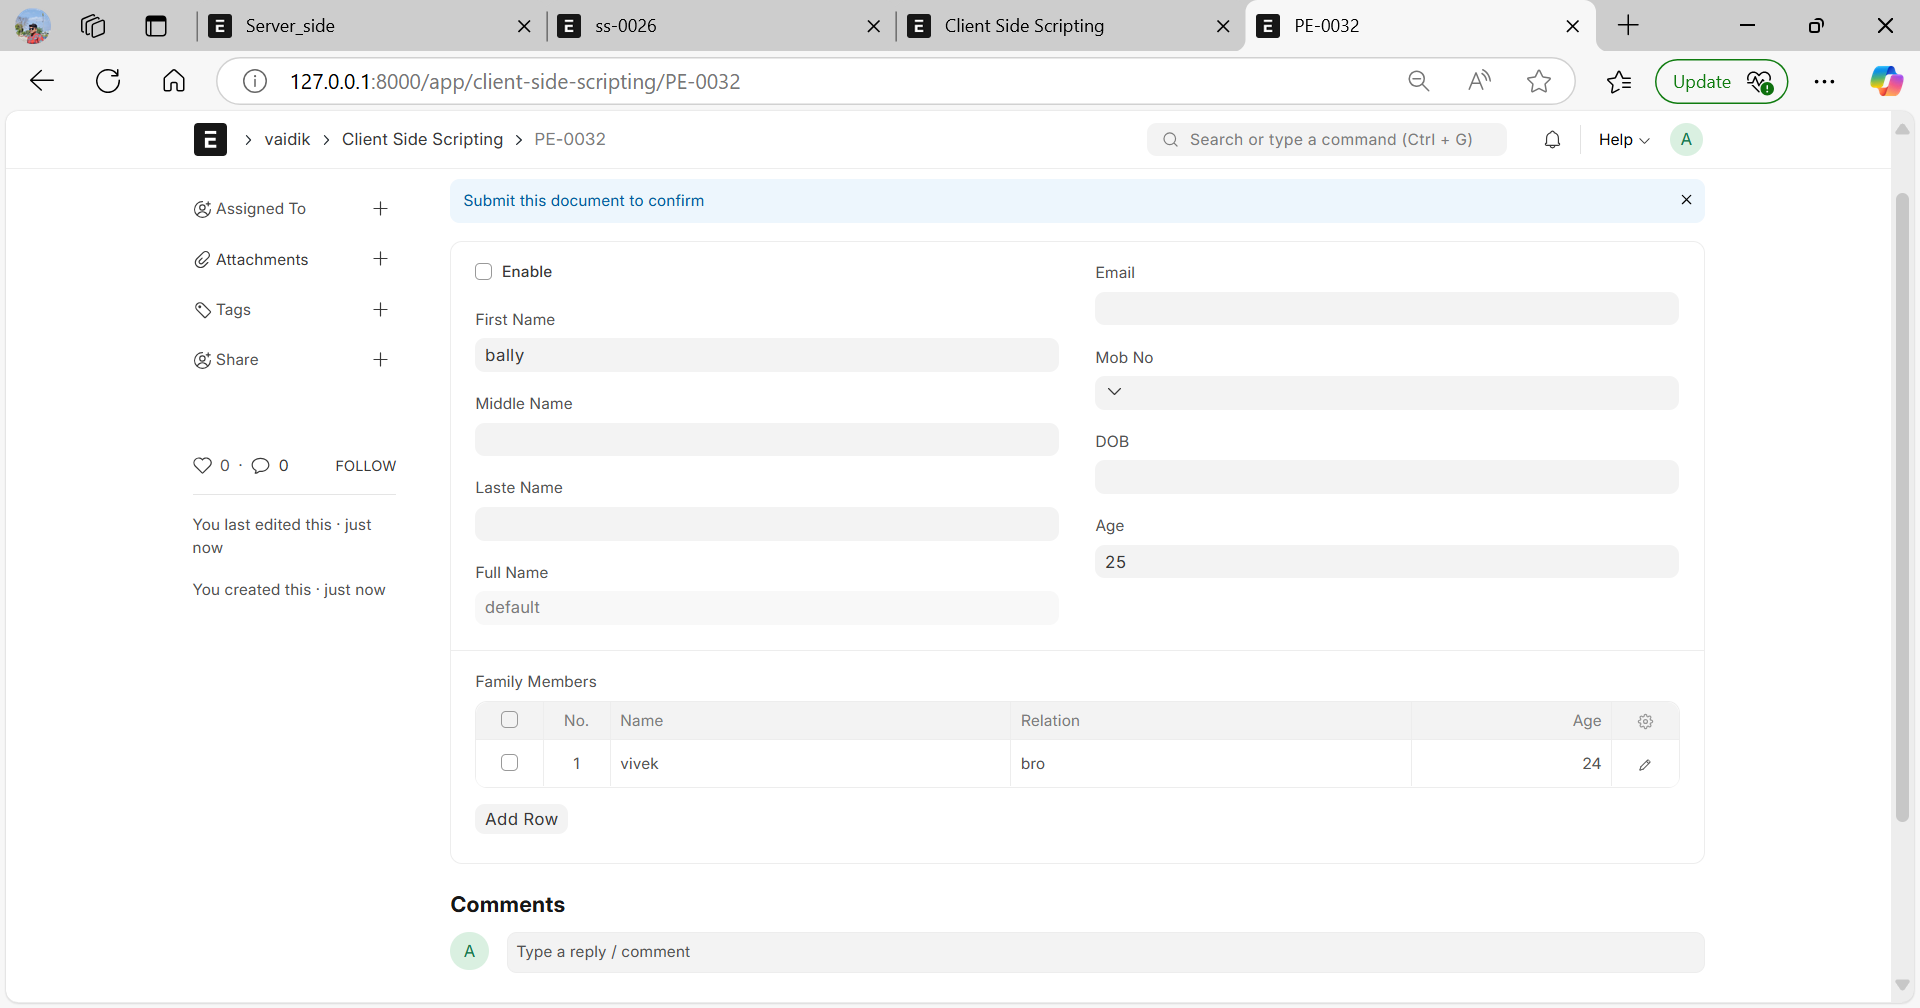 Server_side
ss-0026
Client Side Scripting
PE-0032
127.0.0.1:8000/app/client-side-scripting/PE-0032
Update
E
vaidik
Client Side Scripting
PE-0032
Search or type a command (Ctrl + G)
Help
A
Assigned To
Attachments
Tags
Share
0 · 0 FOLLOW
You last edited this · just
now
You created this · just now
Submit this document to confirm
Enable
First Name
bally
Middle Name
Laste Name
Full Name
default
Email
Mob No
DOB
Age
25
Family Members
No. Name Relation Age
1 vivek bro 24
Add Row
Comments
A
Type a reply / comment